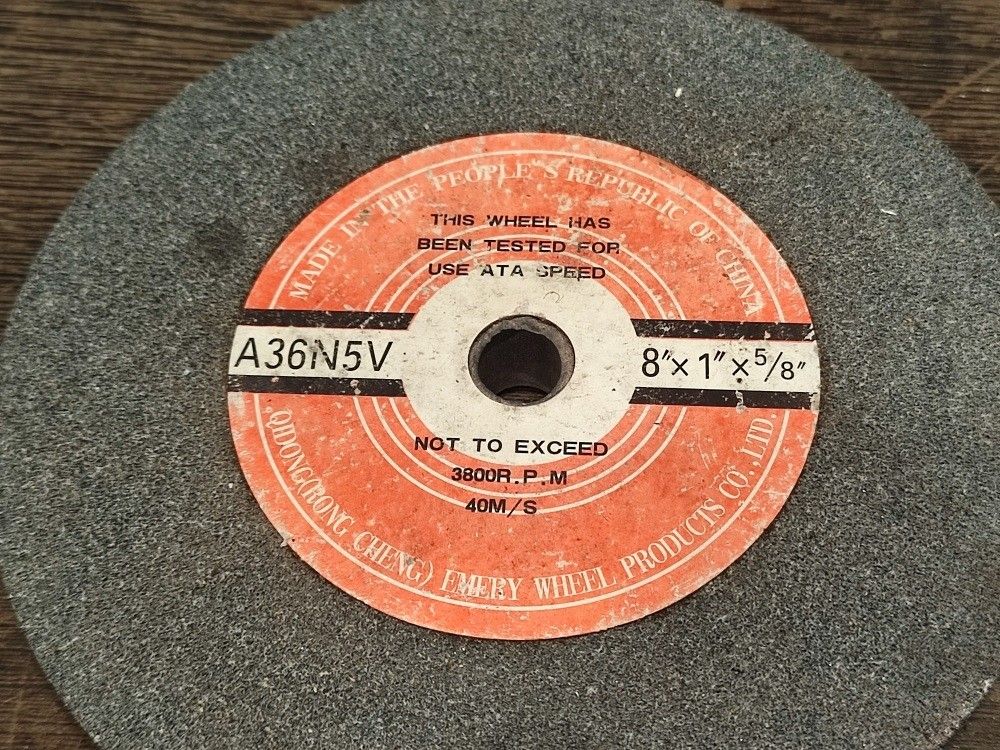 MADE IN THE PEOPLE"S REPUBLIC OF CHINA
THIS WHEEL HAS
BEEN TESTED FOR
USE ATA SPEED
A36N5V
8"× 1"×5/8"
NOT TO EXCEED
3800R.P.M
40M/S
QIDONG(RONG CHENG) EMERY WHEEL PRODUCTS CO.,LTD.